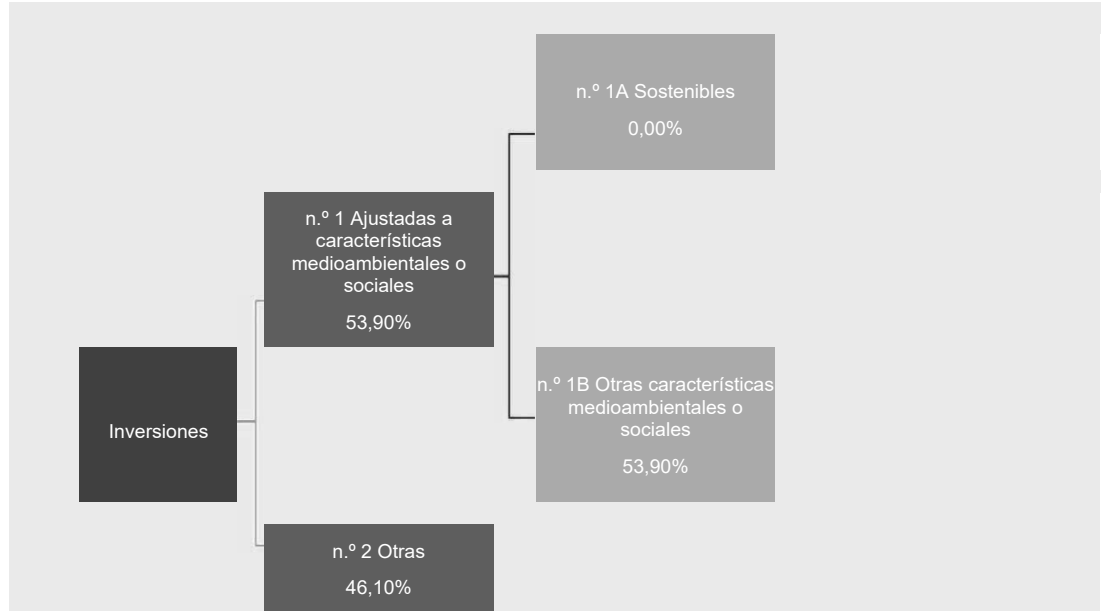 n.º 1A Sostenibles
0,00%
n.º 1 Ajustadas a
características
medioambientales o
sociales
53,90%
n.º 1B Otras características
medioambientales o
sociales
53,90%
Inversiones
n.º 2 Otras
46,10%